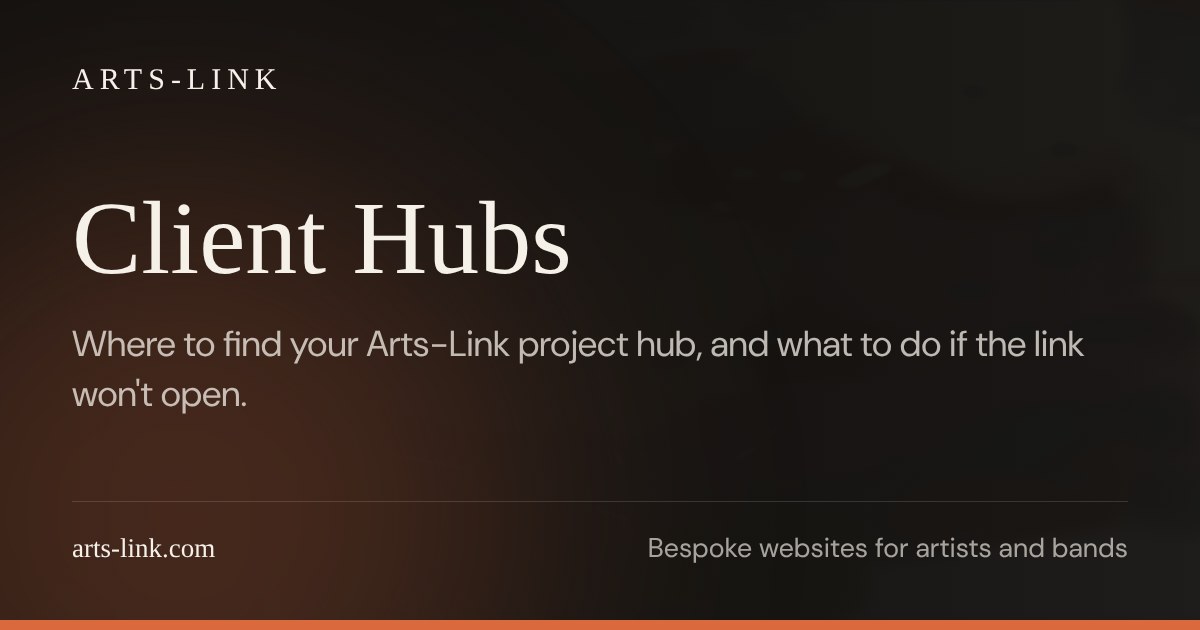 ARTS-LINK
Client Hubs
Where to find your Arts-Link project hub, and what to do if the link
won't open.
arts-link.com
Bespoke websites for artists and bands